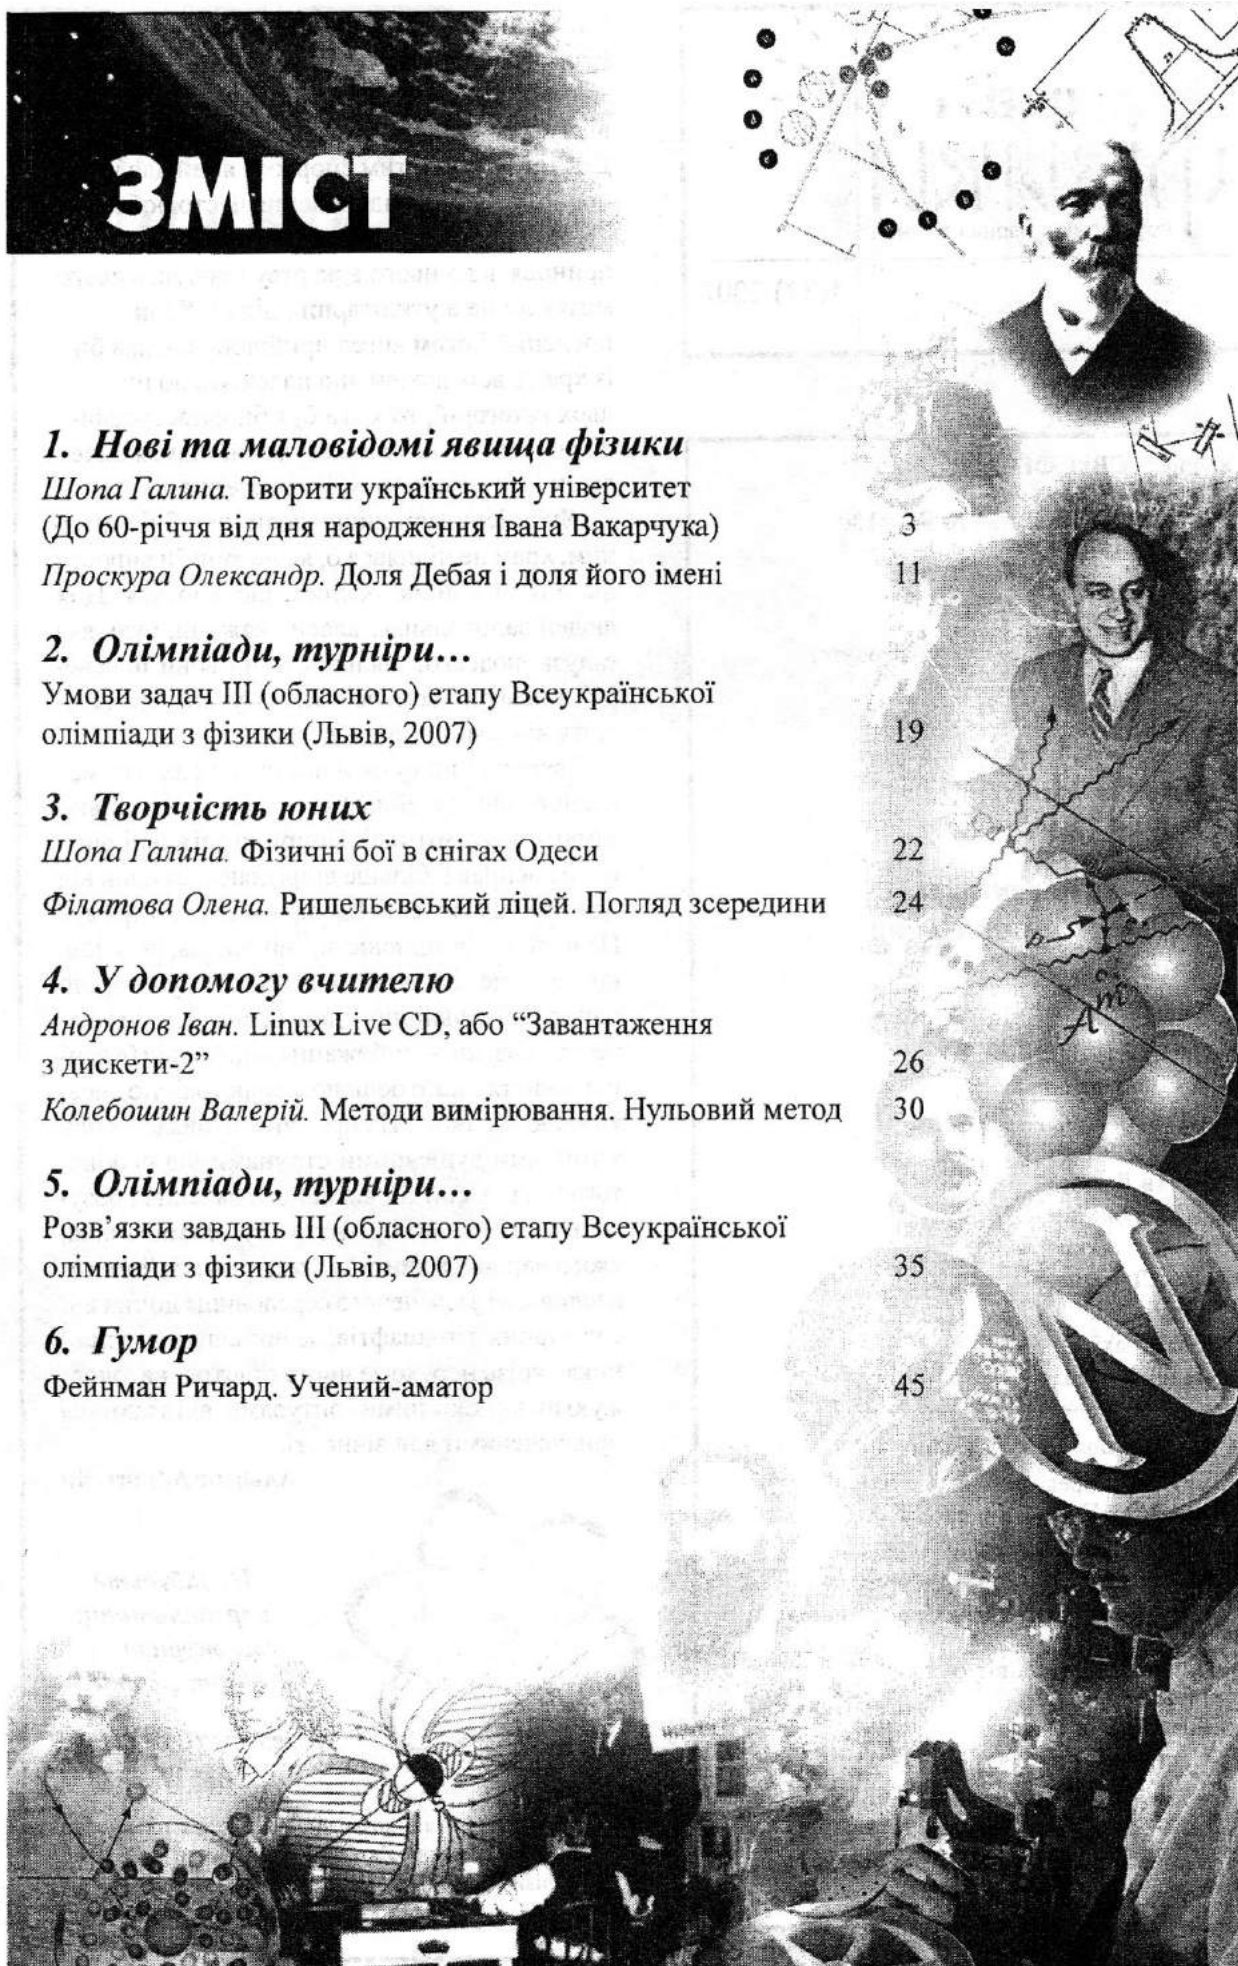 ЗМІСТ
1. Нові та маловідомі явища фізики
Шопа Галина. Творити український університет
(До 60-річчя від дня народження Івана Вакарчука) 3
Проскура Олександр. Доля Дебая і доля його імені 11
2. Олімпіади, турніри...
Умови задач III (обласного) етапу Всеукраїнської
олімпіади з фізики (Львів, 2007) 19
3. Творчість юних
Шопа Галина. Фізичні бої в снігах Одеси 22
Філатова Олена. Ришельєвський ліцей. Погляд зсередини 24
4. У допомогу вчителю
Андронов Іван. Linux Live CD, або “Завантаження
з дискети-2” 26
Колебошин Валерій. Методи вимірювання. Нульовий метод 30
5. Олімпіади, турніри...
Розв’язки завдань III (обласного) етапу Всеукраїнської
олімпіади з фізики (Львів, 2007) 35
6. Гумор
Фейнман Ричард. Учений-аматор 45